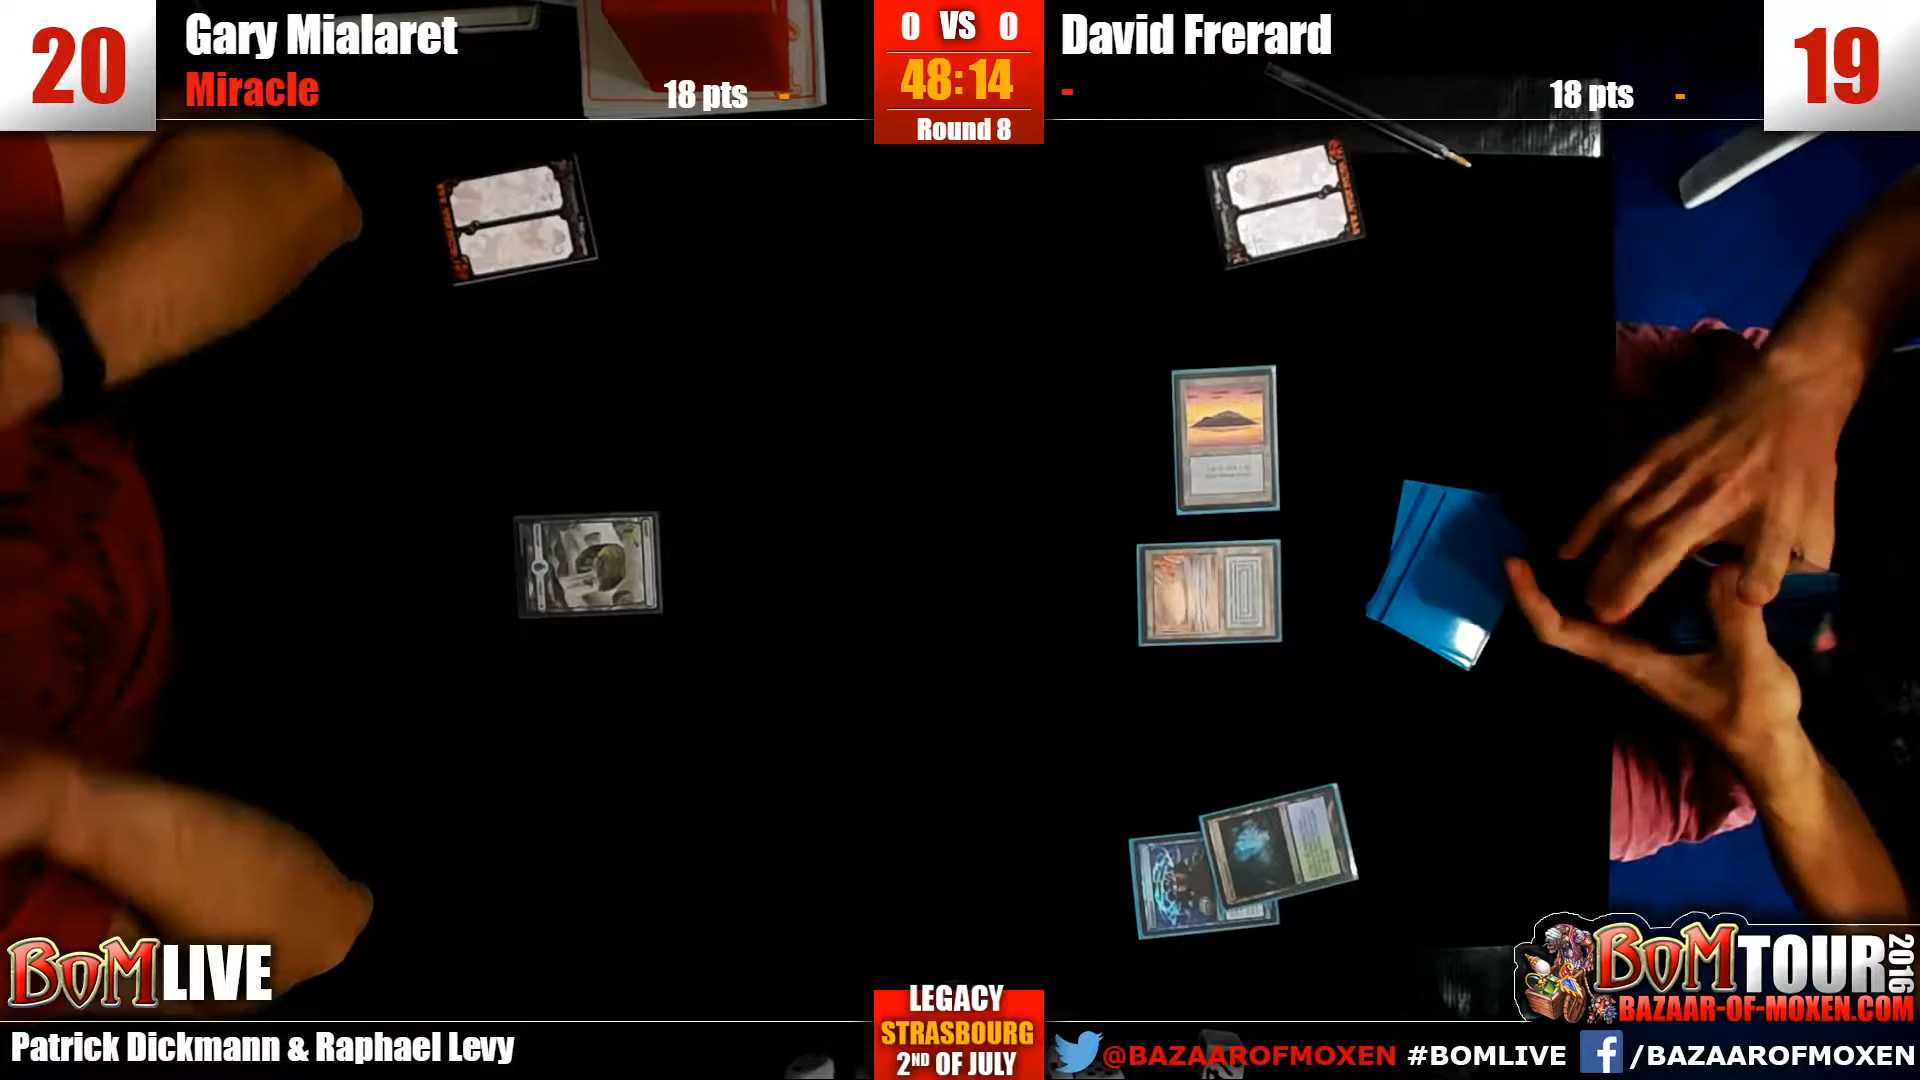 20
Gary Mialaret
Miracle
18 pts -
0 VS 0
48:14
Round 8
David Frerard
-
18 pts -
19
BOM LIVE
Patrick Dickmann & Raphael Levy
LEGACY
STRASBOURG
2ND OF JULY
BOM TOUR 2016
BAZAAR-OF-MOXEN.COM
@BAZAAROFMOXEN #BOMLIVE f /BAZAAROFMOXEN